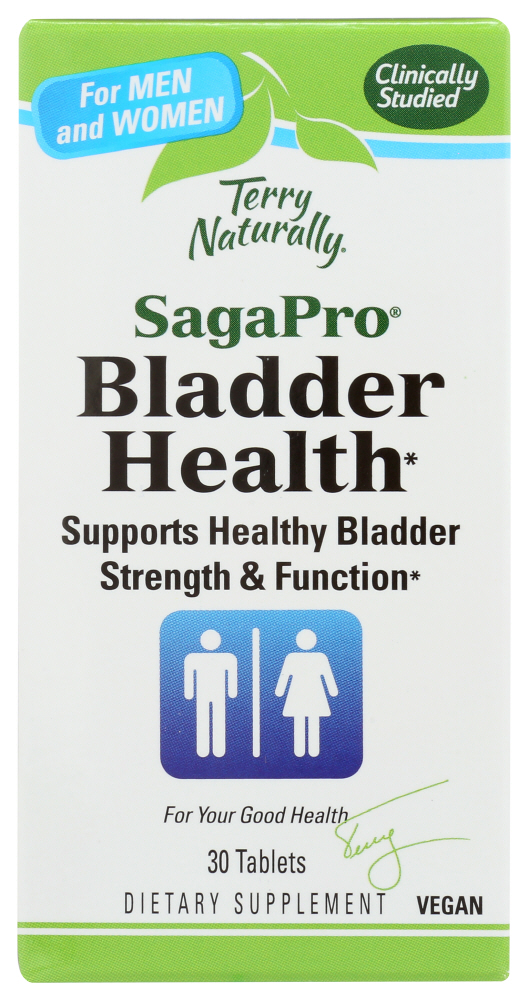 For MEN
and WOMEN
Clinically
Studied
Terry
Naturally®
SagaPro®
Bladder
Health*
Supports Healthy Bladder
Strength & Function*
For Your Good Health,
Terry
30 Tablets
DIETARY SUPPLEMENT VEGAN